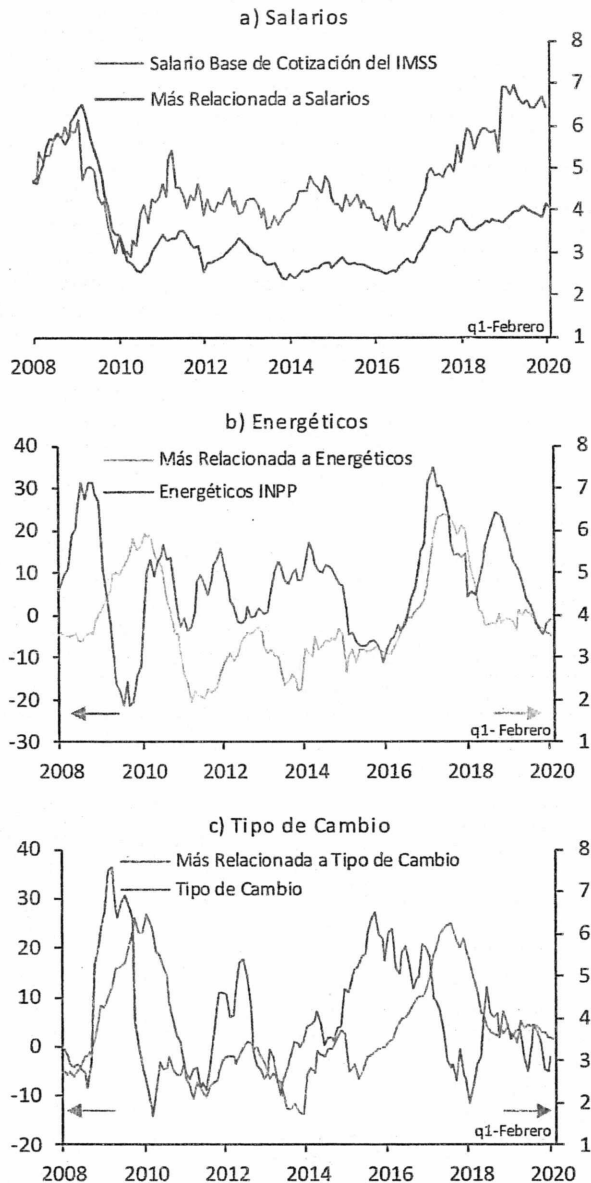 a) Salarios
8
Salario Base de Cotización del IMSS
7
Más Relacionada a Salarios
6
5
4
3
2
q1-Febrero
1
2008 2010 2012 2014 2016 2018 2020
b) Energéticos
40 8
Más Relacionada a Energéticos
30 7
Energéticos INPP
20 6
10 5
0 4
-10 3
-20 2
q1- Febrero
-30 1
2008 2010 2012 2014 2016 2018 2020
c) Tipo de Cambio
40 8
Más Relacionada a Tipo de Cambio
30 7
Tipo de Cambio
20 6
5
10
4
0
3
-10 2
q1-Febrero
-20 1
2008 2010 2012 2014 2016 2018 2020